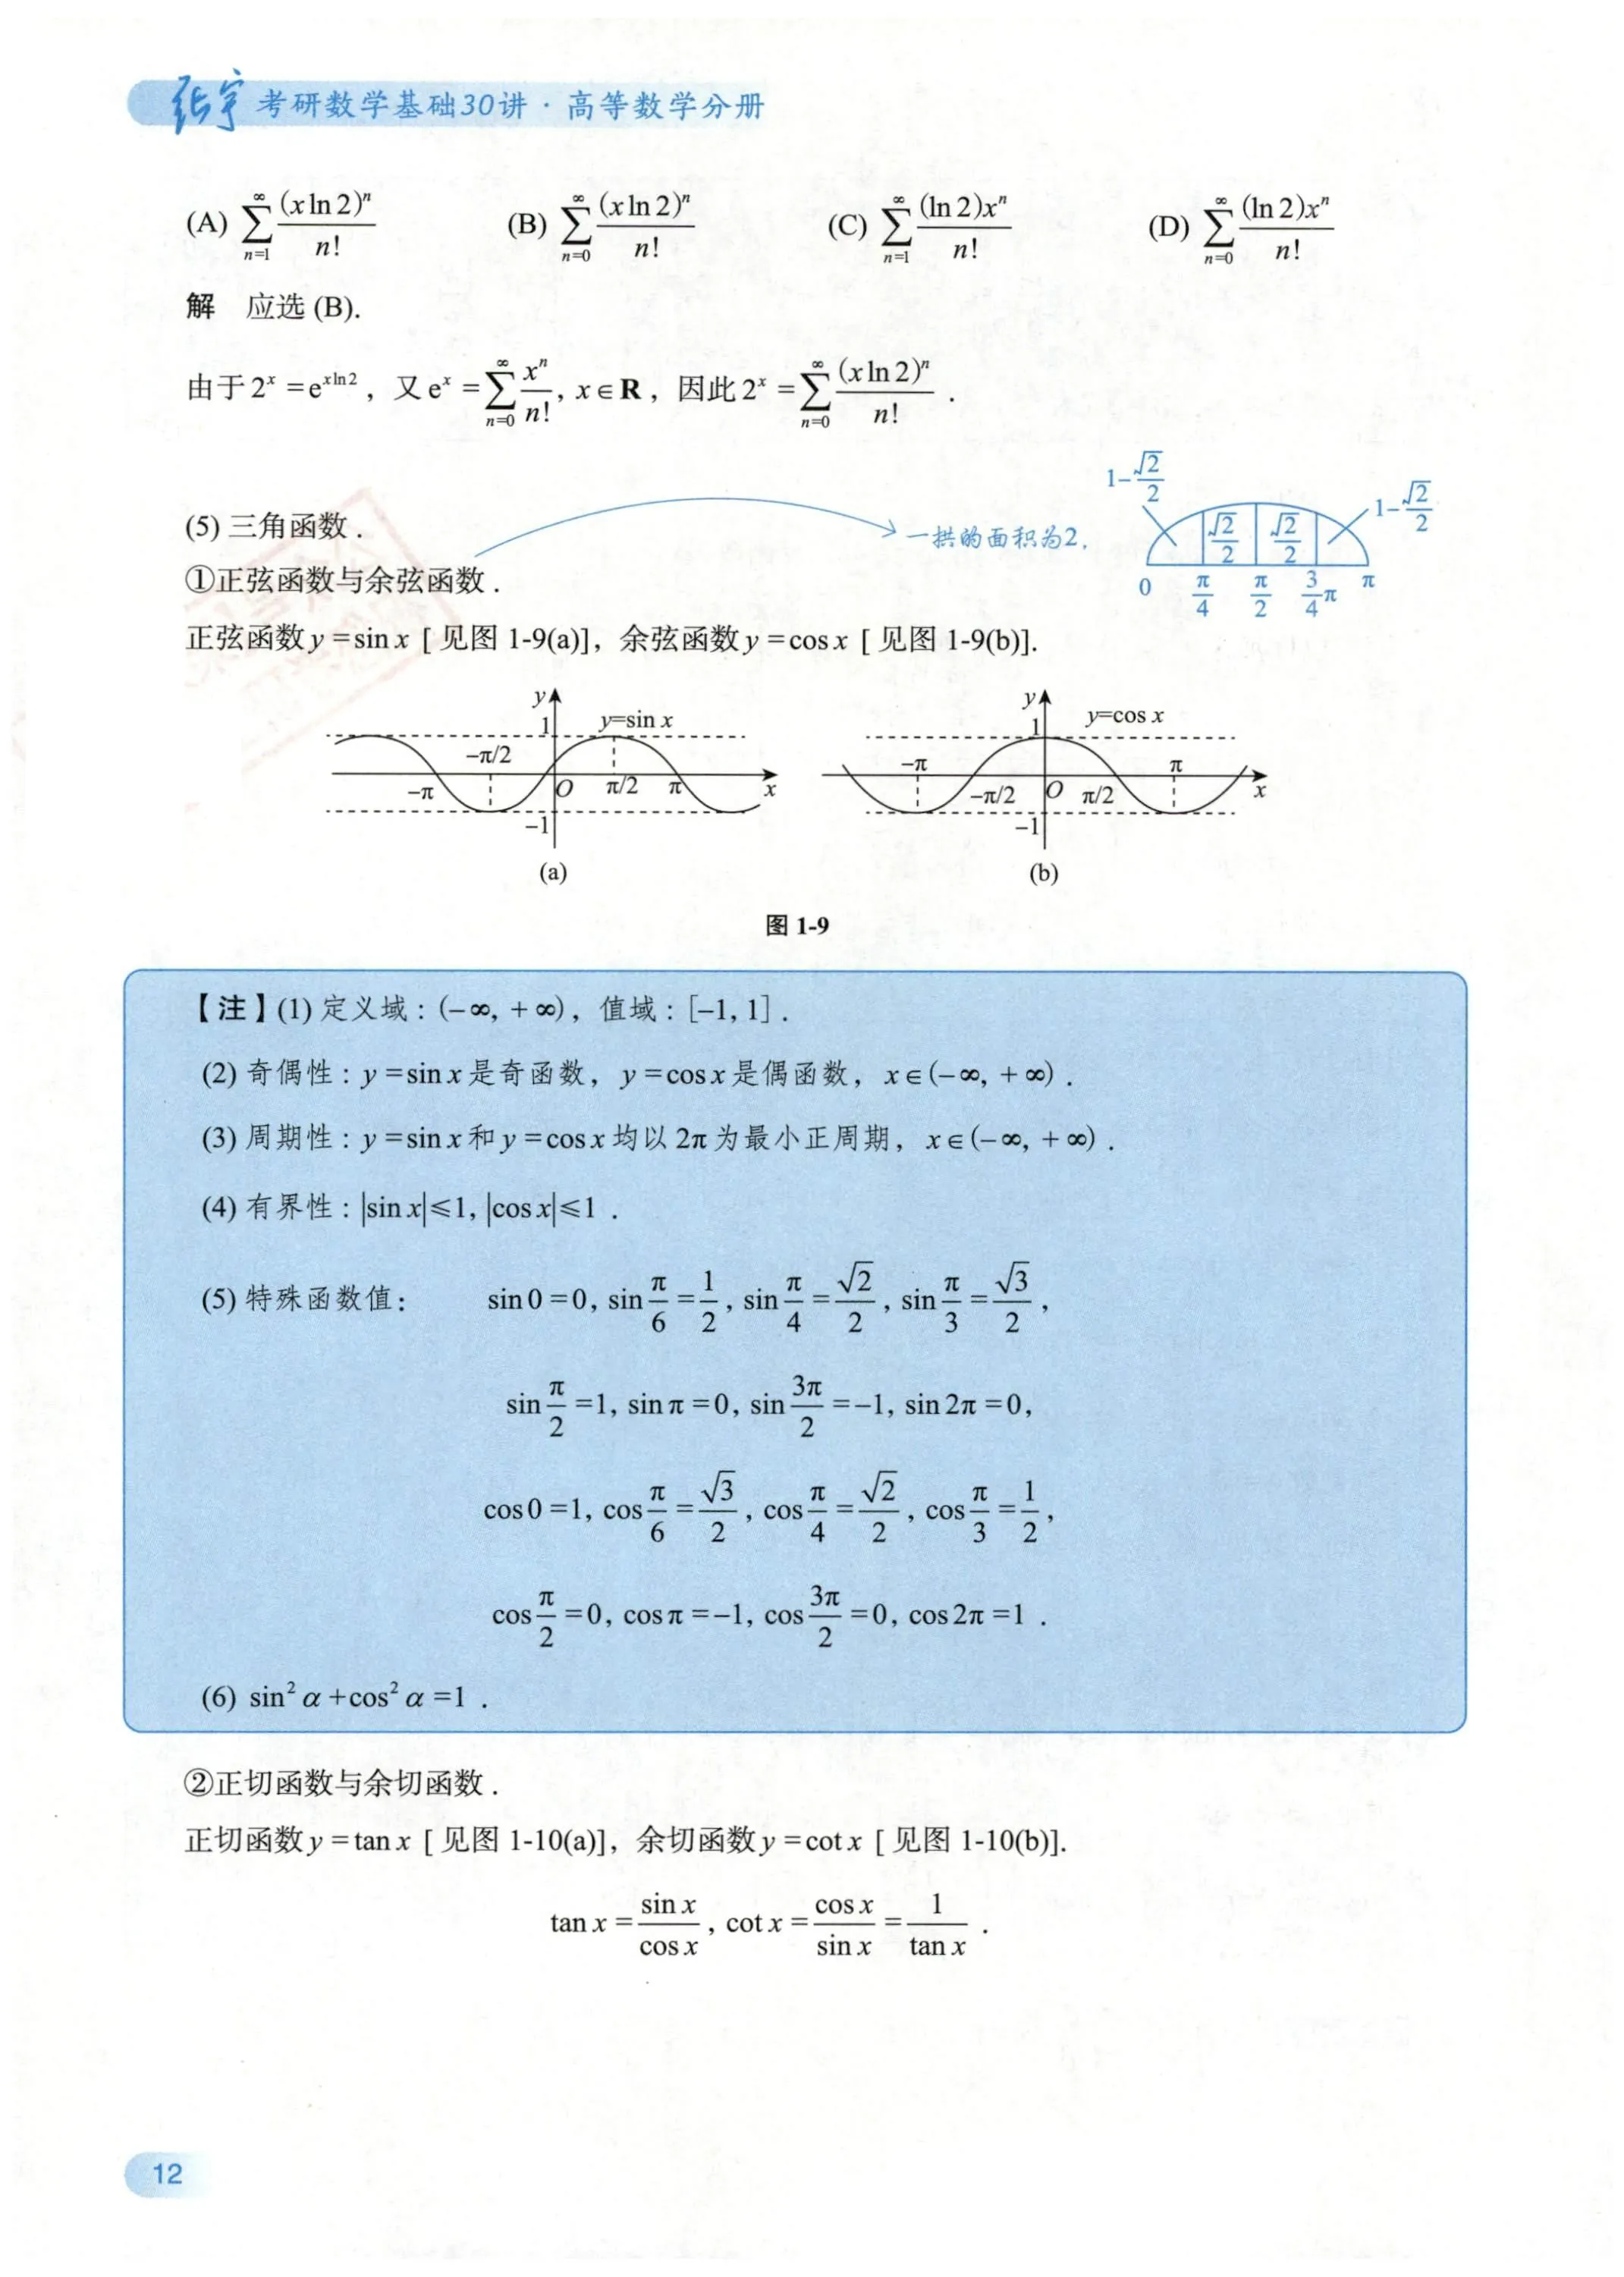 张宇 考研数学基础30讲·高等数学分册
(A) $\sum_{n=1}^{\infty}\frac{(x\ln 2)^n}{n!}$ (B) $\sum_{n=0}^{\infty}\frac{(x\ln 2)^n}{n!}$ (C) $\sum_{n=1}^{\infty}\frac{(\ln 2)x^n}{n!}$ (D) $\sum_{n=0}^{\infty}\frac{(\ln 2)x^n}{n!}$
解 应选 (B).
由于 $2^x=e^{x\ln 2}$，又 $e^x=\sum_{n=0}^{\infty}\frac{x^n}{n!}, x\in\mathbf{R}$，因此 $2^x=\sum_{n=0}^{\infty}\frac{(x\ln 2)^n}{n!}$.
(5) 三角函数.
一拱的面积为2.
$1-\frac{\sqrt{2}}{2}$ $\frac{\sqrt{2}}{2}$ $\frac{\sqrt{2}}{2}$ $1-\frac{\sqrt{2}}{2}$
0 $\frac{\pi}{4}$ $\frac{\pi}{2}$ $\frac{3}{4}\pi$ π
①正弦函数与余弦函数.
正弦函数 y=sin x [见图 1-9(a)]，余弦函数 y=cos x [见图 1-9(b)].
y 1 y=sin x -π/2 -π O π/2 π x -1
(a)
y 1 y=cos x -π π -π/2 O π/2 x -1
(b)
图 1-9
【注】(1) 定义域：(-∞, +∞)，值域：[-1, 1].
(2) 奇偶性：y=sin x是奇函数，y=cos x是偶函数，x∈(-∞, +∞).
(3) 周期性：y=sin x和y=cos x均以2π为最小正周期，x∈(-∞, +∞).
(4) 有界性：|sin x|≤1, |cos x|≤1.
(5) 特殊函数值： $\sin 0=0, \sin\frac{\pi}{6}=\frac{1}{2}, \sin\frac{\pi}{4}=\frac{\sqrt{2}}{2}, \sin\frac{\pi}{3}=\frac{\sqrt{3}}{2},$
$\sin\frac{\pi}{2}=1, \sin\pi=0, \sin\frac{3\pi}{2}=-1, \sin 2\pi=0,$
$\cos 0=1, \cos\frac{\pi}{6}=\frac{\sqrt{3}}{2}, \cos\frac{\pi}{4}=\frac{\sqrt{2}}{2}, \cos\frac{\pi}{3}=\frac{1}{2},$
$\cos\frac{\pi}{2}=0, \cos\pi=-1, \cos\frac{3\pi}{2}=0, \cos 2\pi=1.$
(6) $\sin^2\alpha+\cos^2\alpha=1$.
②正切函数与余切函数.
正切函数 y=tan x [见图 1-10(a)]，余切函数 y=cot x [见图 1-10(b)].
$\tan x=\frac{\sin x}{\cos x}, \cot x=\frac{\cos x}{\sin x}=\frac{1}{\tan x}.$
12